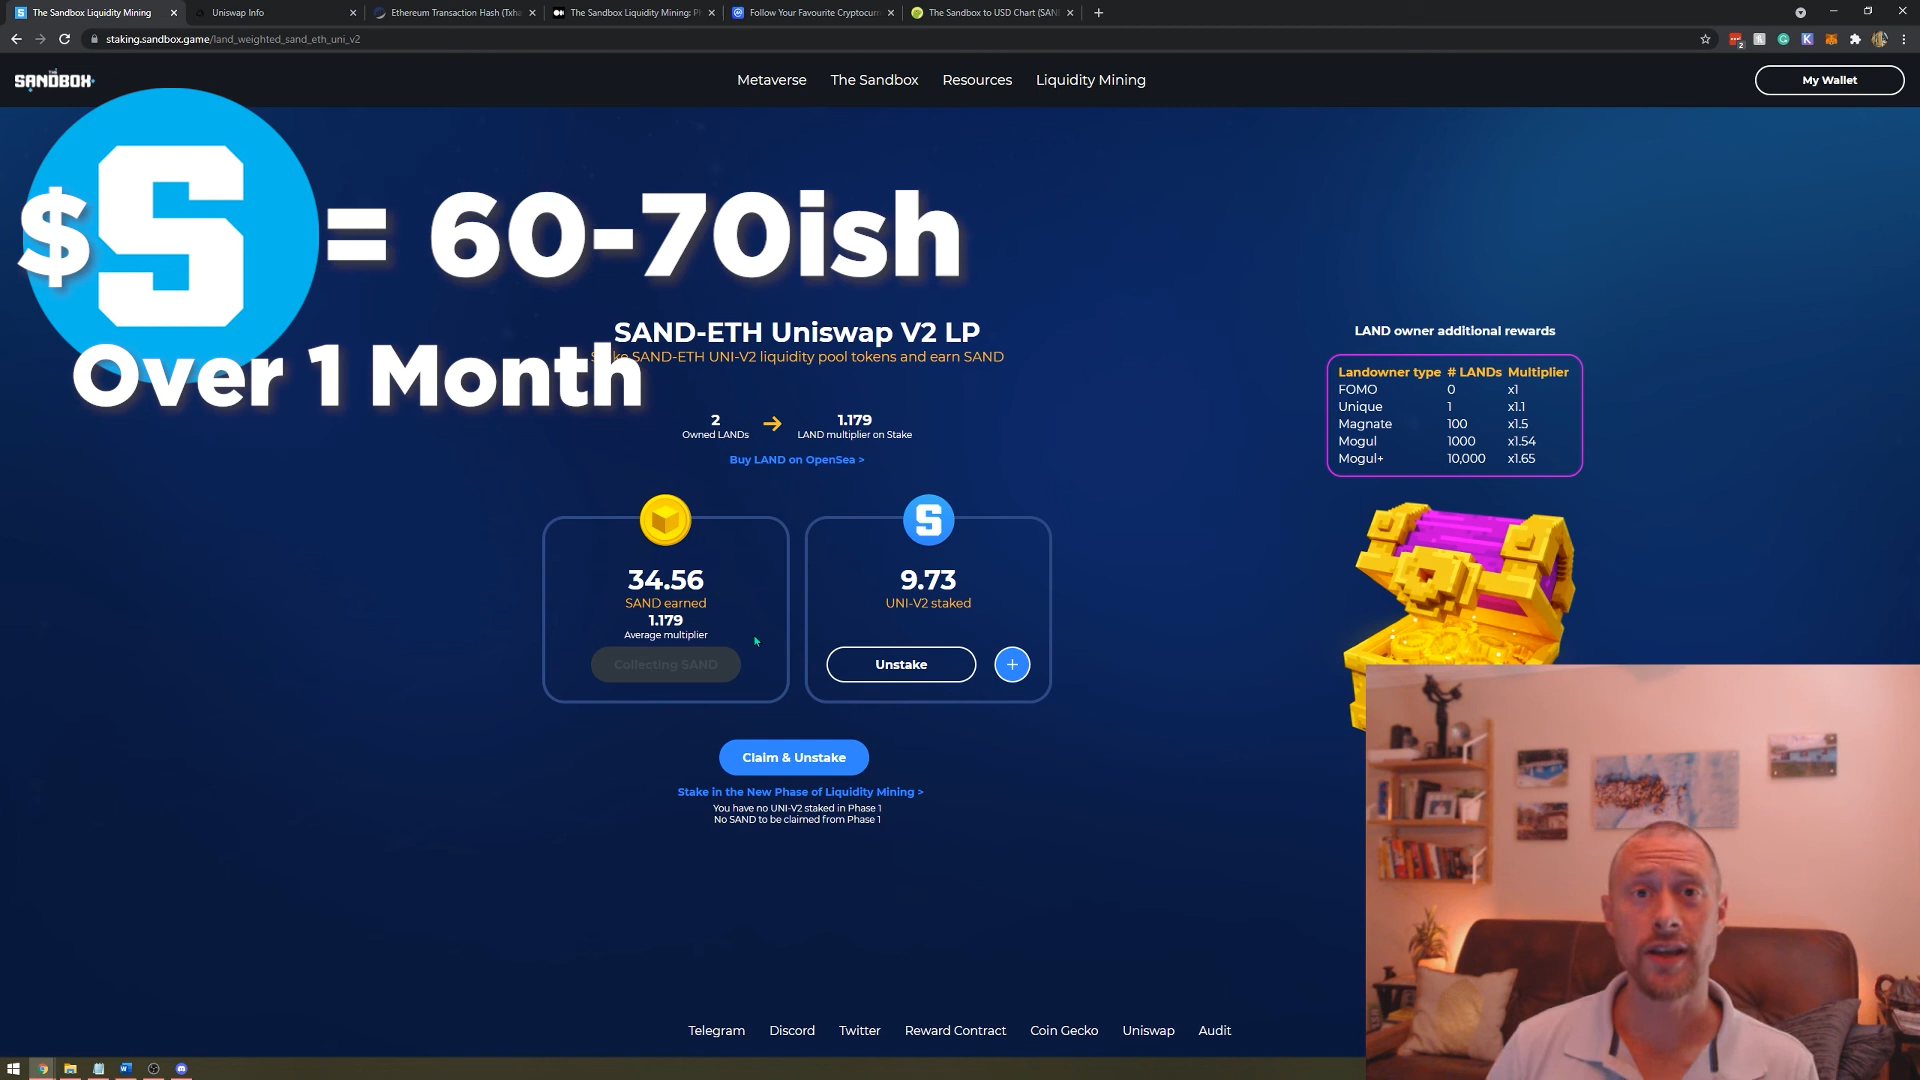 The Sandbox Liquidity Mining
Uniswap Info
Ethereum Transaction Hash (Txha
The Sandbox Liquidity Mining: P
Follow Your Favourite Cryptocurr
The Sandbox to USD Chart (SAN
staking.sandbox.game/land_weighted_sand_eth_uni_v2
2
K
THE
SANDBOX
Metaverse
The Sandbox
Resources
Liquidity Mining
My Wallet
$S = 60-70ish
Over 1 Month
SAND-ETH Uniswap V2 LP
SAND-ETH UNI-V2 liquidity pool tokens and earn SAND
2
Owned LANDs
1.179
LAND multiplier on Stake
Buy LAND on OpenSea >
LAND owner additional rewards
Landowner type # LANDs Multiplier
FOMO 0 x1
Unique 1 x1.1
Magnate 100 x1.5
Mogul 1000 x1.54
Mogul+ 10,000 x1.65
34.56
SAND earned
1.179
Average multiplier
Collecting SAND
S
9.73
UNI-V2 staked
Unstake
+
Claim & Unstake
Stake in the New Phase of Liquidity Mining >
You have no UNI-V2 staked in Phase 1
No SAND to be claimed from Phase 1
Telegram
Discord
Twitter
Reward Contract
Coin Gecko
Uniswap
Audit